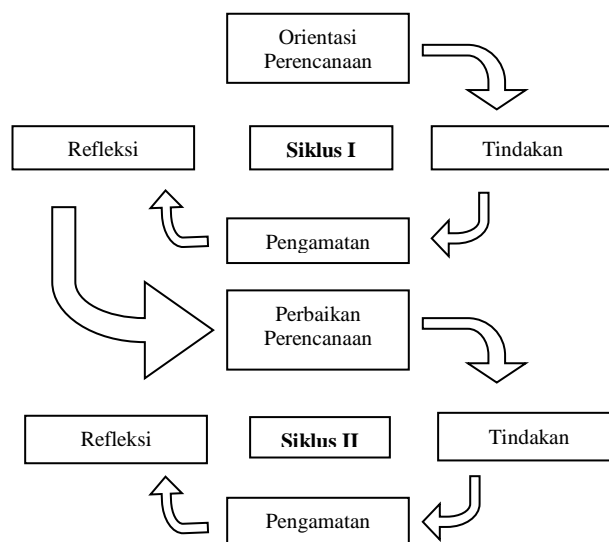 Orientasi
Perencanaan
Refleksi
Siklus I
Tindakan
Pengamatan
Perbaikan
Perencanaan
Refleksi
Siklus II
Tindakan
Pengamatan